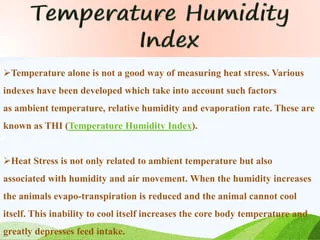 Temperature Humidity
Index
➢Temperature alone is not a good way of measuring heat stress. Various
indexes have been developed which take into account such factors
as ambient temperature, relative humidity and evaporation rate. These are
known as THI (Temperature Humidity Index).
➢Heat Stress is not only related to ambient temperature but also
associated with humidity and air movement. When the humidity increases
the animals evapo-transpiration is reduced and the animal cannot cool
itself. This inability to cool itself increases the core body temperature and
greatly depresses feed intake.